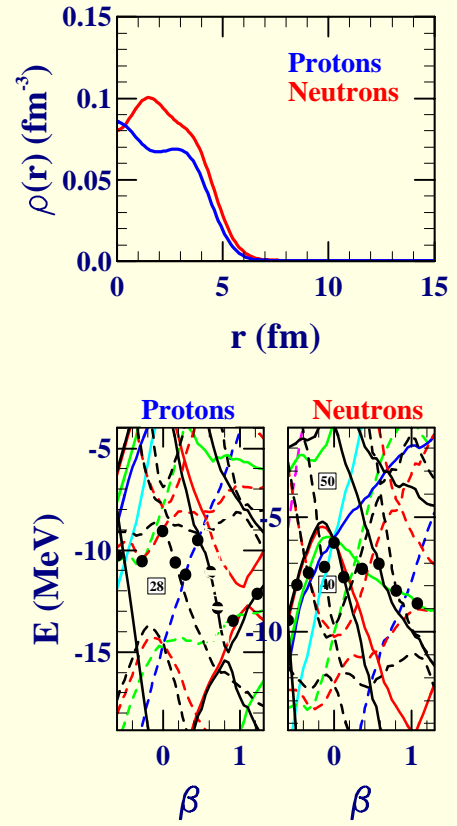 0.15
0.1
0.05
0.0
ρ(r) (fm-3)
Protons
Neutrons
0 5 10 15
r (fm)
Protons Neutrons
-5
-10
-15
E (MeV)
28
-5
-10
50
40
0 1 0 1
β β